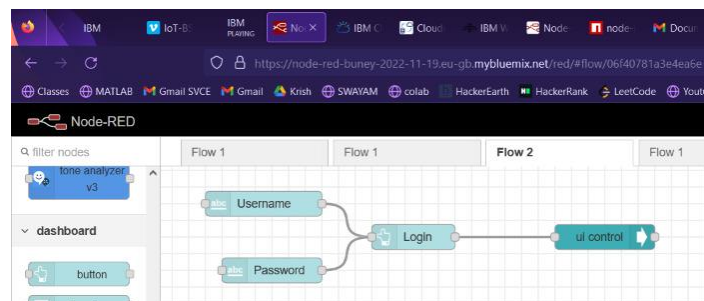 IBM
IoT-B
IBM
PLAYING
No
IBM C
Cloud
IBM W
Node
node-
Docum
https://node-red-buney-2022-11-19.eu-gb.mybluemix.net/red/#flow/06f40781a3e4ea6e
Classes MATLAB Gmail SVCE Gmail Krish SWAYAM colab HackerEarth HackerRank LeetCode Yout
Node-RED
filter nodes
Flow 1 Flow 1 Flow 2 Flow 1
tone analyzer
v3
abc Username
dashboard
Login ui control
abc Password
button